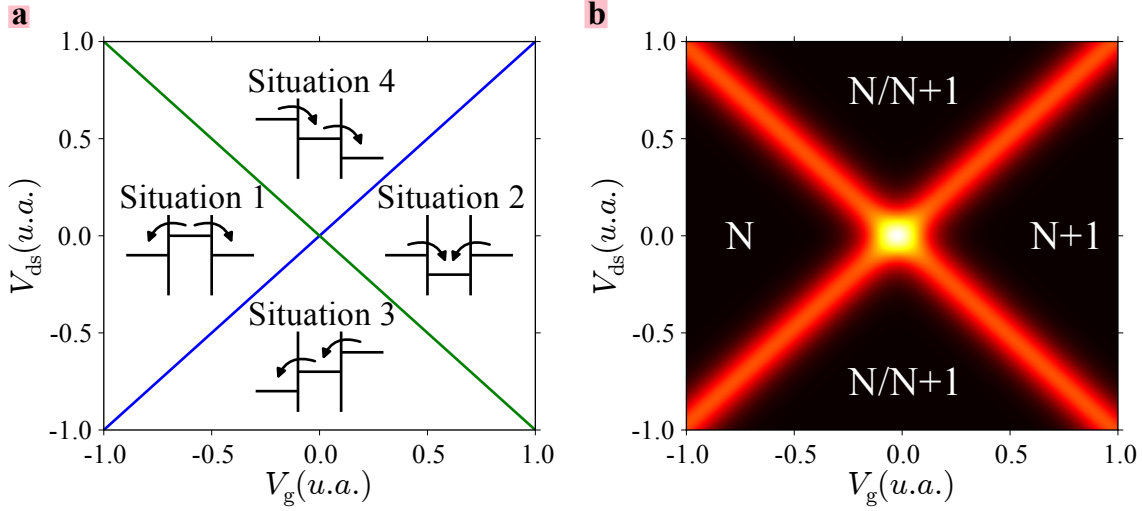 a
1.0
0.5
0.0
-0.5
-1.0
V_ds(u.a.)
Situation 4
Situation 1
Situation 2
Situation 3
-1.0 -0.5 0.0 0.5 1.0
V_g(u.a.)
b
1.0
0.5
0.0
-0.5
-1.0
V_ds(u.a.)
N/N+1
N
N+1
N/N+1
-1.0 -0.5 0.0 0.5 1.0
V_g(u.a.)